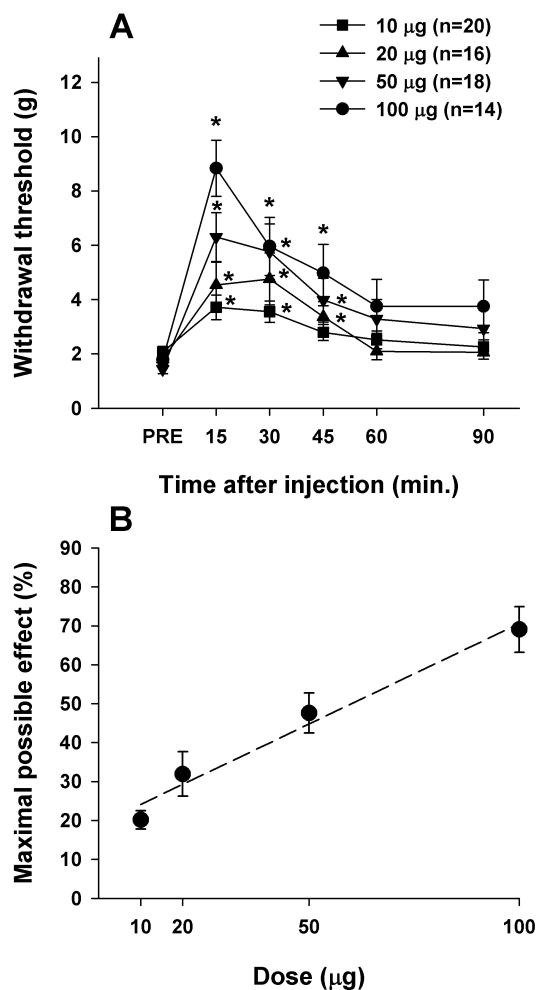 A
10 μg (n=20)
20 μg (n=16)
50 μg (n=18)
100 μg (n=14)
Withdrawal threshold (g)
12
10
8
6
4
2
0
*
*
*
*
*
*
*
*
*
*
*
PRE 15 30 45 60 90
Time after injection (min.)
B
Maximal possible effect (%)
90
80
70
60
50
40
30
20
10
0
10 20 50 100
Dose (μg)